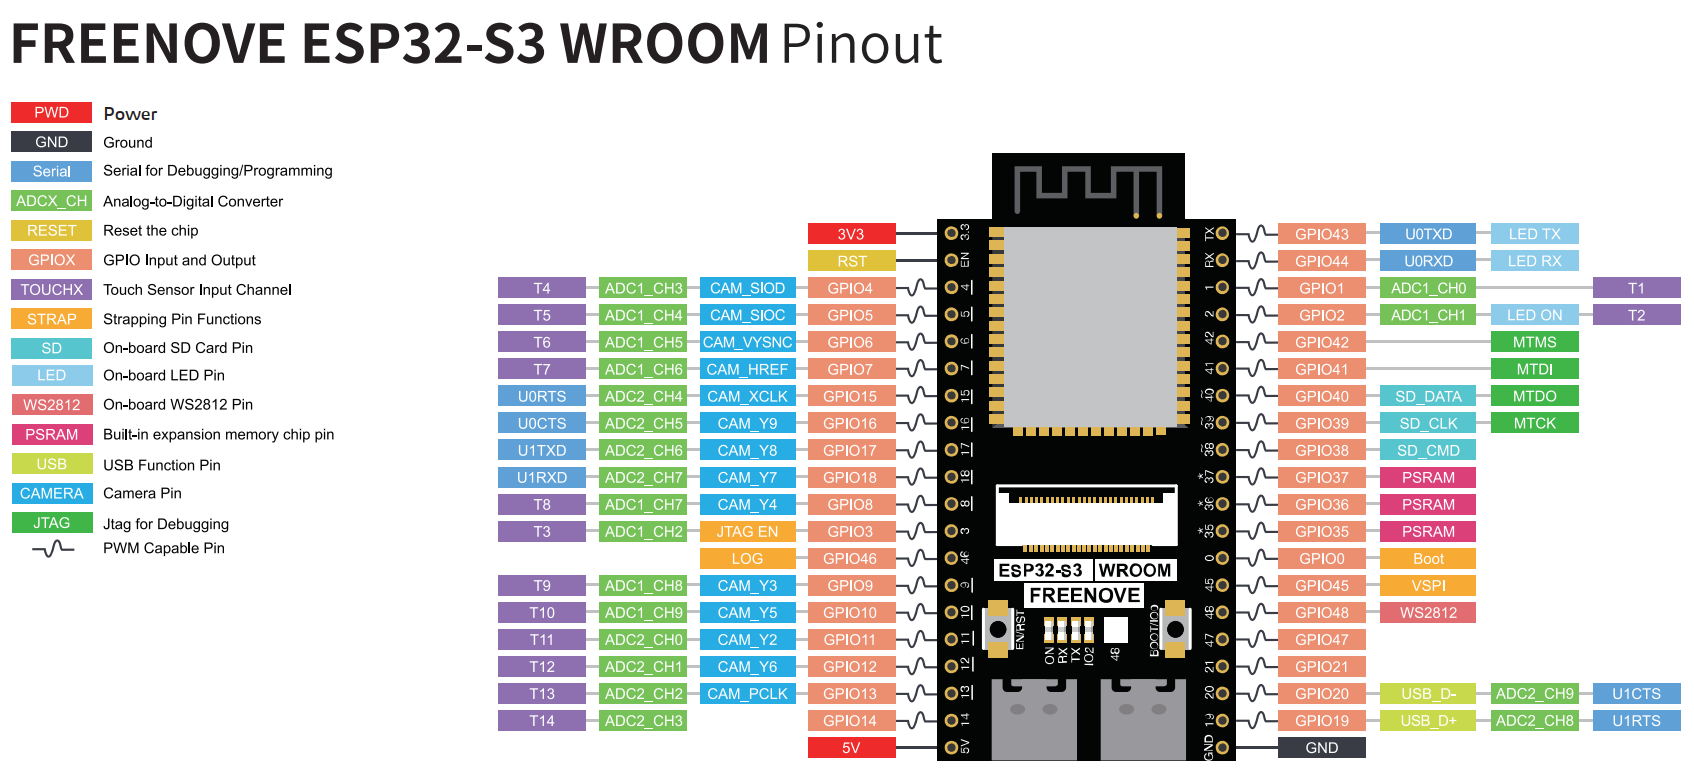 FREENOVE ESP32-S3 WROOM Pinout
PWD Power
GND Ground
Serial Serial for Debugging/Programming
ADCX_CH Analog-to-Digital Converter
RESET Reset the chip
GPIOX GPIO Input and Output
TOUCHX Touch Sensor Input Channel
STRAP Strapping Pin Functions
SD On-board SD Card Pin
LED On-board LED Pin
WS2812 On-board WS2812 Pin
PSRAM Built-in expansion memory chip pin
USB USB Function Pin
CAMERA Camera Pin
JTAG Jtag for Debugging
PWM Capable Pin
3V3 3.3 TX GPIO43 U0TXD LED TX
RST EN RX GPIO44 U0RXD LED RX
T4 ADC1_CH3 CAM_SIOD GPIO4 4 1 GPIO1 ADC1_CH0 T1
T5 ADC1_CH4 CAM_SIOC GPIO5 5 2 GPIO2 ADC1_CH1 LED ON T2
T6 ADC1_CH5 CAM_VYSNC GPIO6 6 42 GPIO42 MTMS
T7 ADC1_CH6 CAM_HREF GPIO7 7 41 GPIO41 MTDI
U0RTS ADC2_CH4 CAM_XCLK GPIO15 15 40 GPIO40 SD_DATA MTDO
U0CTS ADC2_CH5 CAM_Y9 GPIO16 16 39 GPIO39 SD_CLK MTCK
U1TXD ADC2_CH6 CAM_Y8 GPIO17 17 38 GPIO38 SD_CMD
U1RXD ADC2_CH7 CAM_Y7 GPIO18 18 *37 GPIO37 PSRAM
T8 ADC1_CH7 CAM_Y4 GPIO8 8 *36 GPIO36 PSRAM
T3 ADC1_CH2 JTAG EN GPIO3 3 *35 GPIO35 PSRAM
LOG GPIO46 46 0 GPIO0 Boot
ESP32-S3 WROOM
T9 ADC1_CH8 CAM_Y3 GPIO9 9 45 GPIO45 VSPI
FREENOVE
T10 ADC1_CH9 CAM_Y5 GPIO10 10 48 GPIO48 WS2812
EN/RST BOOT/IO0
T11 ADC2_CH0 CAM_Y2 GPIO11 11 47 GPIO47
ON RX TX IO2 48
T12 ADC2_CH1 CAM_Y6 GPIO12 12 21 GPIO21
T13 ADC2_CH2 CAM_PCLK GPIO13 13 20 GPIO20 USB_D- ADC2_CH9 U1CTS
T14 ADC2_CH3 GPIO14 14 19 GPIO19 USB_D+ ADC2_CH8 U1RTS
5V 5V GND GND